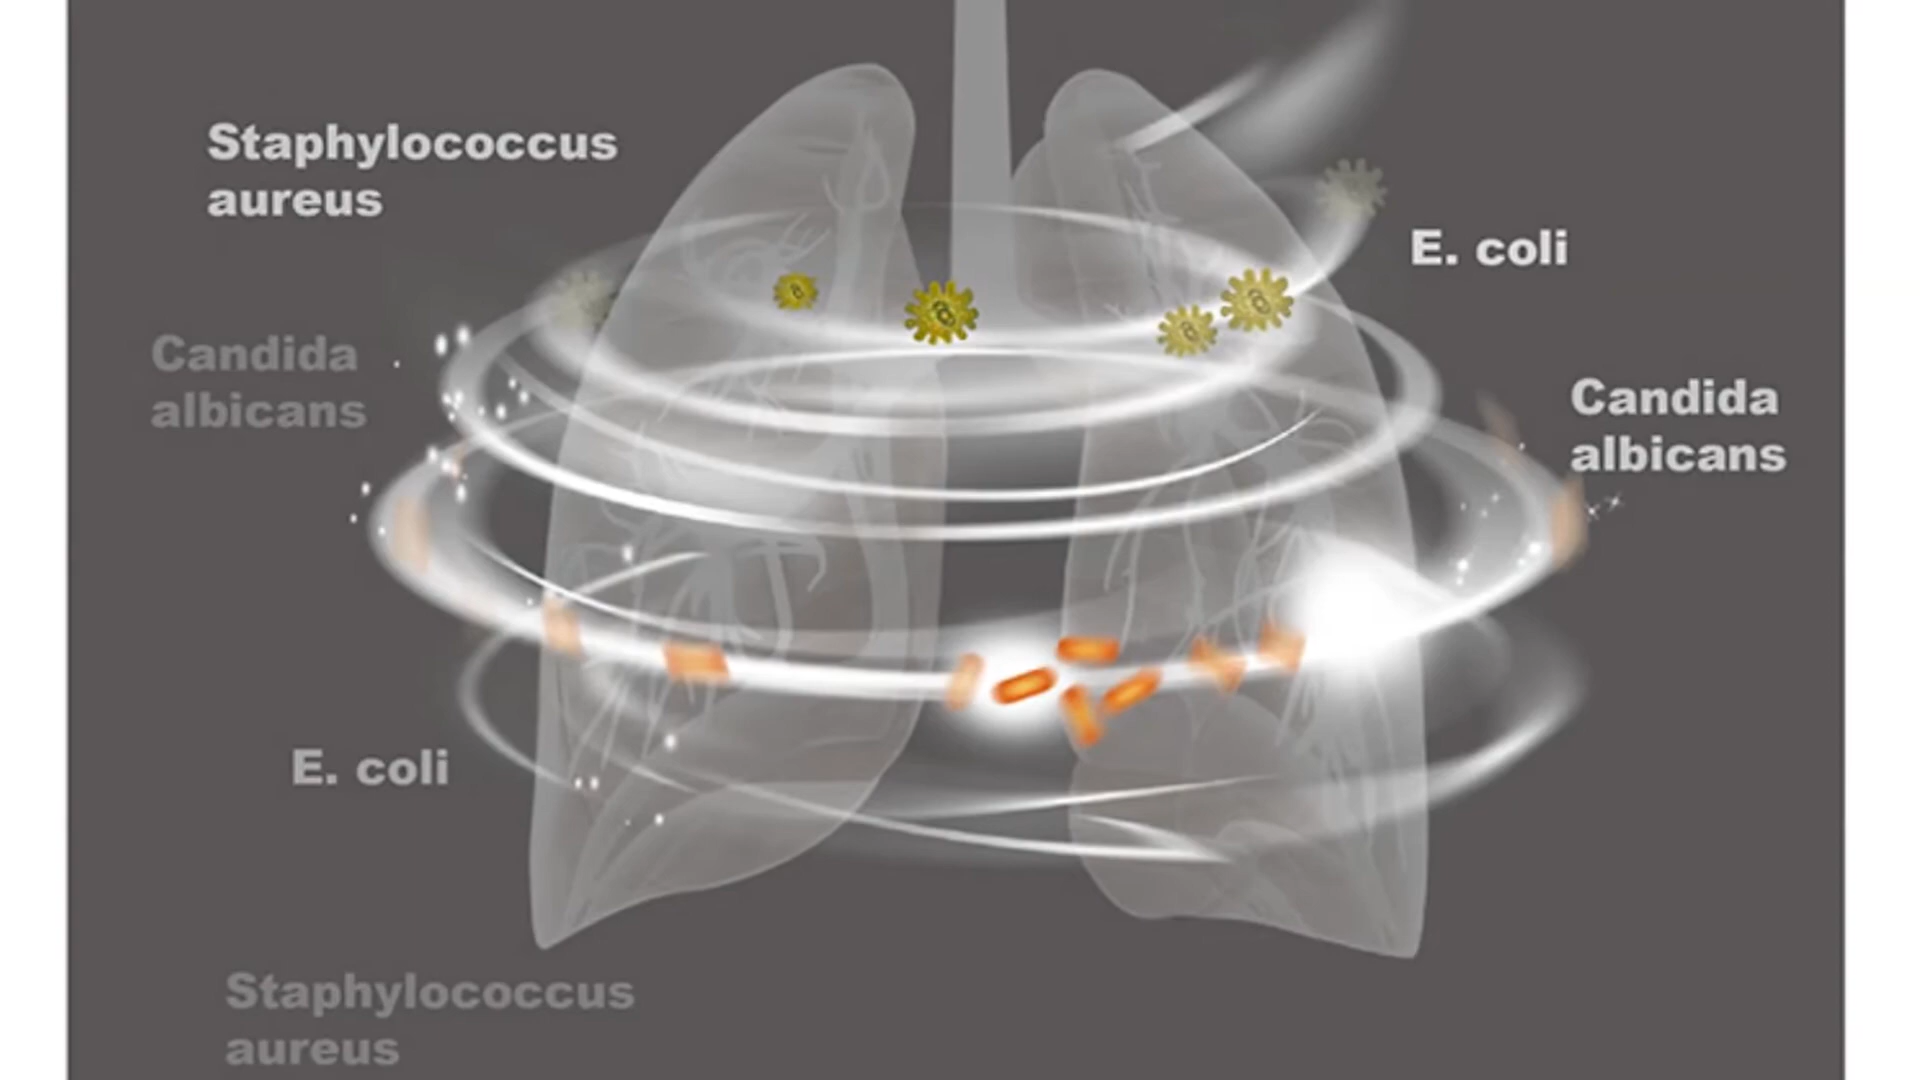 Staphylococcus
aureus
E. coli
Candida
albicans
Candida
albicans
E. coli
Staphylococcus
aureus